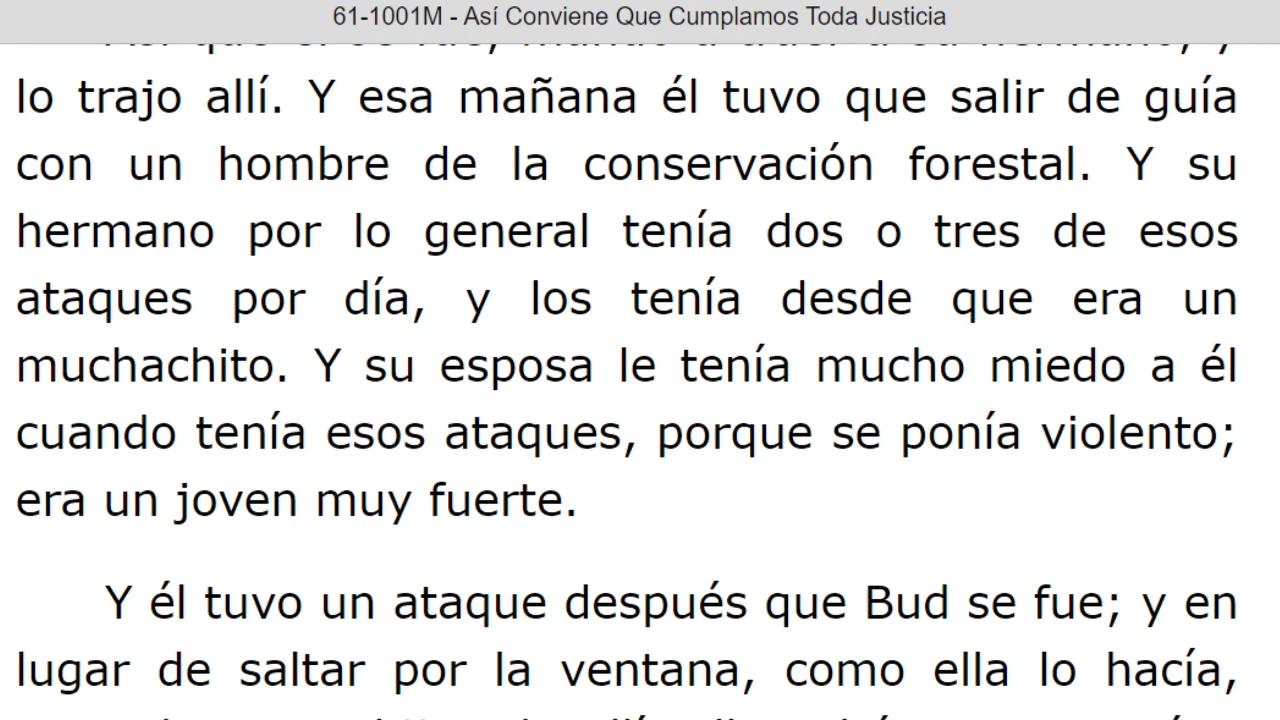 61-1001M - Así Conviene Que Cumplamos Toda Justicia
lo trajo allí. Y esa mañana él tuvo que salir de guía
con un hombre de la conservación forestal. Y su
hermano por lo general tenía dos o tres de esos
ataques por día, y los tenía desde que era un
muchachito. Y su esposa le tenía mucho miedo a él
cuando tenía esos ataques, porque se ponía violento;
era un joven muy fuerte.
Y él tuvo un ataque después que Bud se fue; y en
lugar de saltar por la ventana, como ella lo hacía,